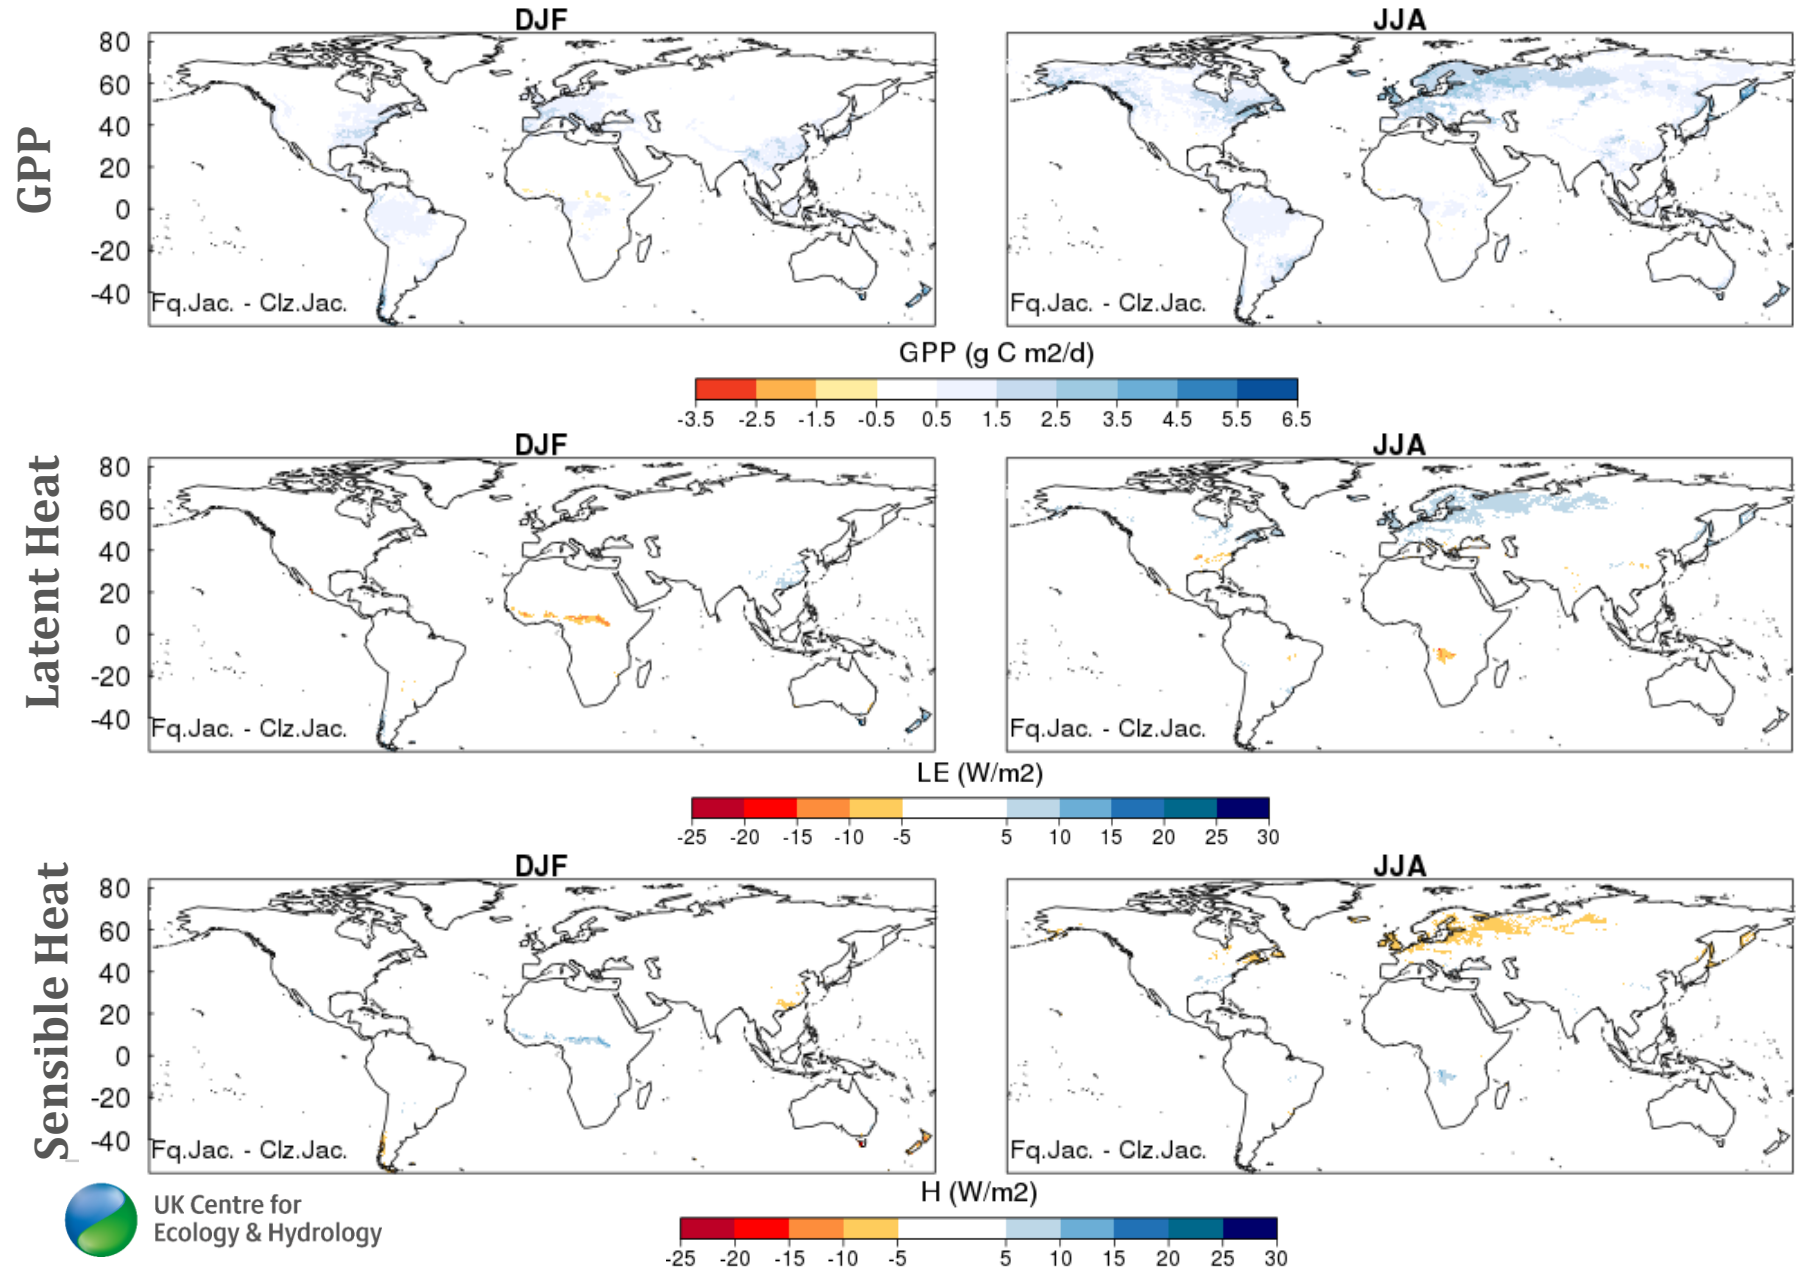 DJF
JJA
GPP
80
60
40
20
0
-20
-40
Fq.Jac. - Clz.Jac.
Fq.Jac. - Clz.Jac.
GPP (g C m2/d)
-3.5 -2.5 -1.5 -0.5 0.5 1.5 2.5 3.5 4.5 5.5 6.5
DJF
JJA
Latent Heat
80
60
40
20
0
-20
-40
Fq.Jac. - Clz.Jac.
Fq.Jac. - Clz.Jac.
LE (W/m2)
-25 -20 -15 -10 -5 5 10 15 20 25 30
DJF
JJA
Sensible Heat
80
60
40
20
0
-20
-40
Fq.Jac. - Clz.Jac.
Fq.Jac. - Clz.Jac.
H (W/m2)
-25 -20 -15 -10 -5 5 10 15 20 25 30
UK Centre for
Ecology & Hydrology